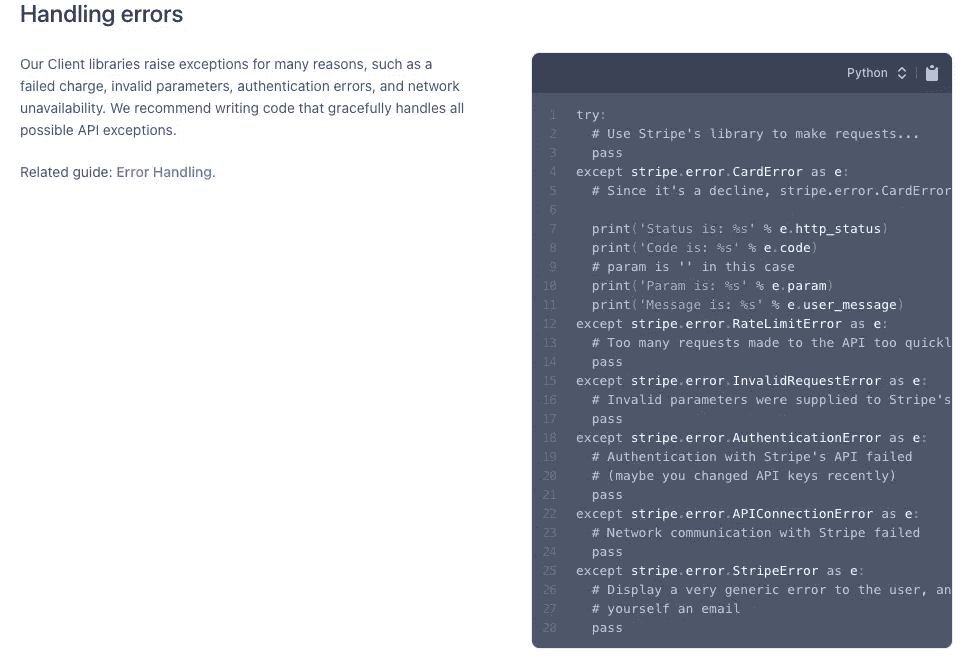 Handling errors
Our Client libraries raise exceptions for many reasons, such as a
failed charge, invalid parameters, authentication errors, and network
unavailability. We recommend writing code that gracefully handles all
possible API exceptions.
Related guide: Error Handling.
Python
1 try:
2   # Use Stripe's library to make requests...
3   pass
4 except stripe.error.CardError as e:
5   # Since it's a decline, stripe.error.CardError
6
7   print('Status is: %s' % e.http_status)
8   print('Code is: %s' % e.code)
9   # param is '' in this case
10   print('Param is: %s' % e.param)
11   print('Message is: %s' % e.user_message)
12 except stripe.error.RateLimitError as e:
13   # Too many requests made to the API too quickl
14   pass
15 except stripe.error.InvalidRequestError as e:
16   # Invalid parameters were supplied to Stripe's
17   pass
18 except stripe.error.AuthenticationError as e:
19   # Authentication with Stripe's API failed
20   # (maybe you changed API keys recently)
21   pass
22 except stripe.error.APIConnectionError as e:
23   # Network communication with Stripe failed
24   pass
25 except stripe.error.StripeError as e:
26   # Display a very generic error to the user, an
27   # yourself an email
28   pass